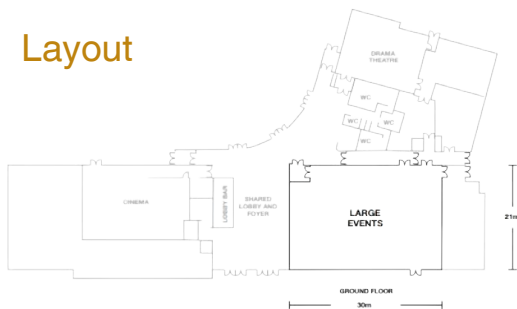 Layout
DRAMA
THEATRE
WC
WC
WC
WC
CINEMA
LOBBY BAR
SHARED
LOBBY AND
FOYER
LARGE
EVENTS
21m
GROUND FLOOR
30m